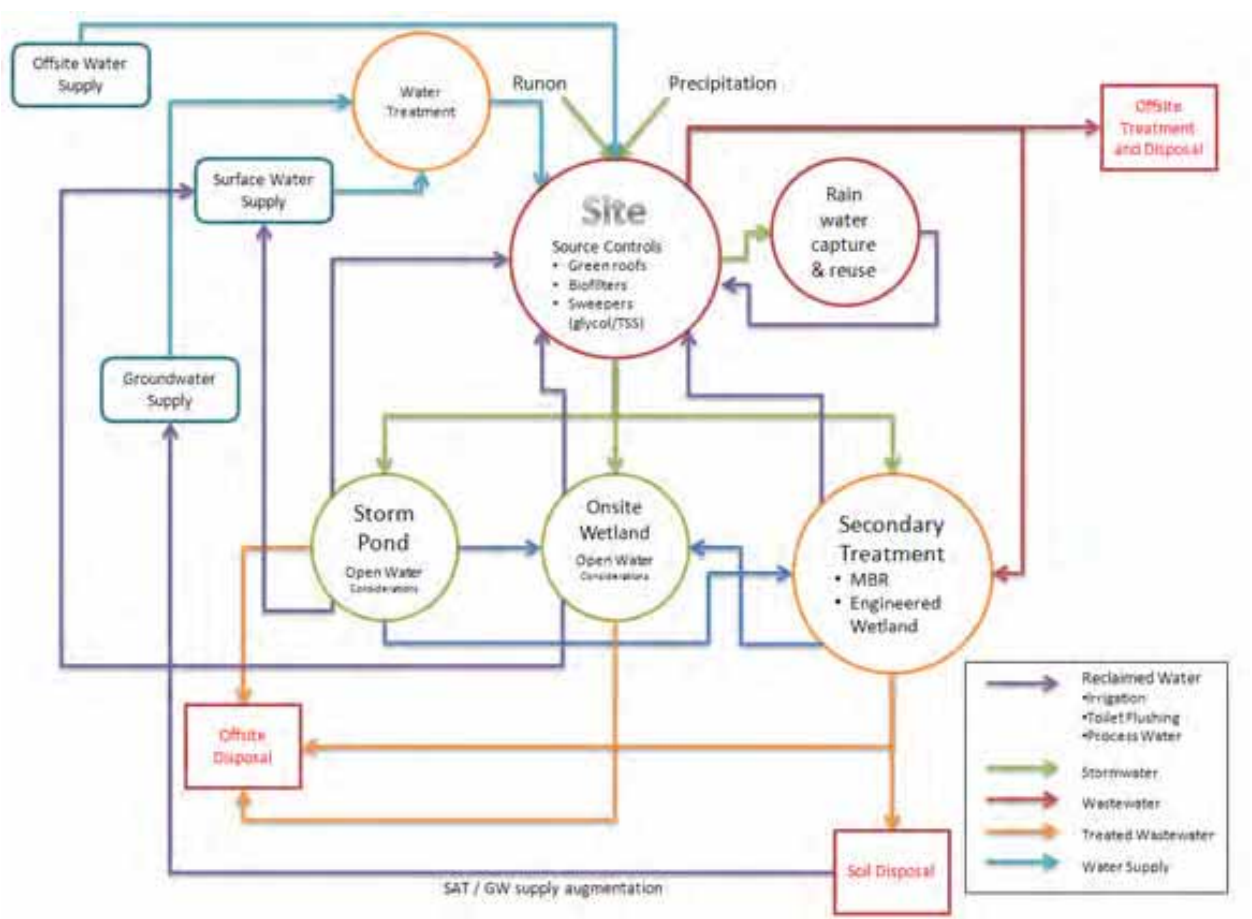 Offsite Water
Supply
Water
Treatment
Runon
Precipitation
Offsite
Treatment
and Disposal
Surface Water
Supply
Site
Source Controls
• Green roofs
• Biofilters
• Sweepers
(glycol/TSS)
Rain
water
capture
& reuse
Groundwater
Supply
Storm
Pond
Open Water
Considerations
Onsite
Wetland
Open Water
Considerations
Secondary
Treatment
• MBR
• Engineered
Wetland
Offsite
Disposal
Soil Disposal
SAT / GW supply augmentation
Reclaimed Water
•Irrigation
•Toilet Flushing
•Process Water
Stormwater
Wastewater
Treated Wastewater
Water Supply